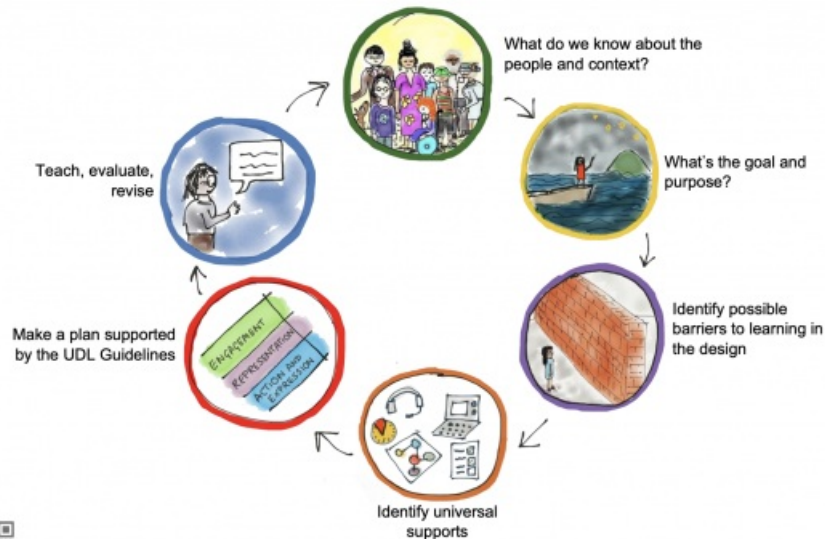 What do we know about the
people and context?
What's the goal and
purpose?
Identify possible
barriers to learning in
the design
Identify universal
supports
Make a plan supported
by the UDL Guidelines
ENGAGEMENT
REPRESENTATION
ACTION AND
EXPRESSION
Teach, evaluate,
revise